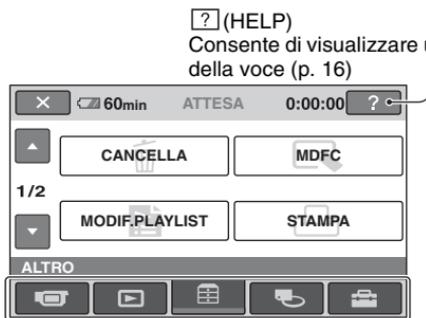 ? (HELP)
Consente di visualizzare
della voce (p. 16)
60min ATTESA 0:00:00 ?
CANCELLA MDFC
1/2
MODIF.PLAYLIST STAMPA
ALTRO